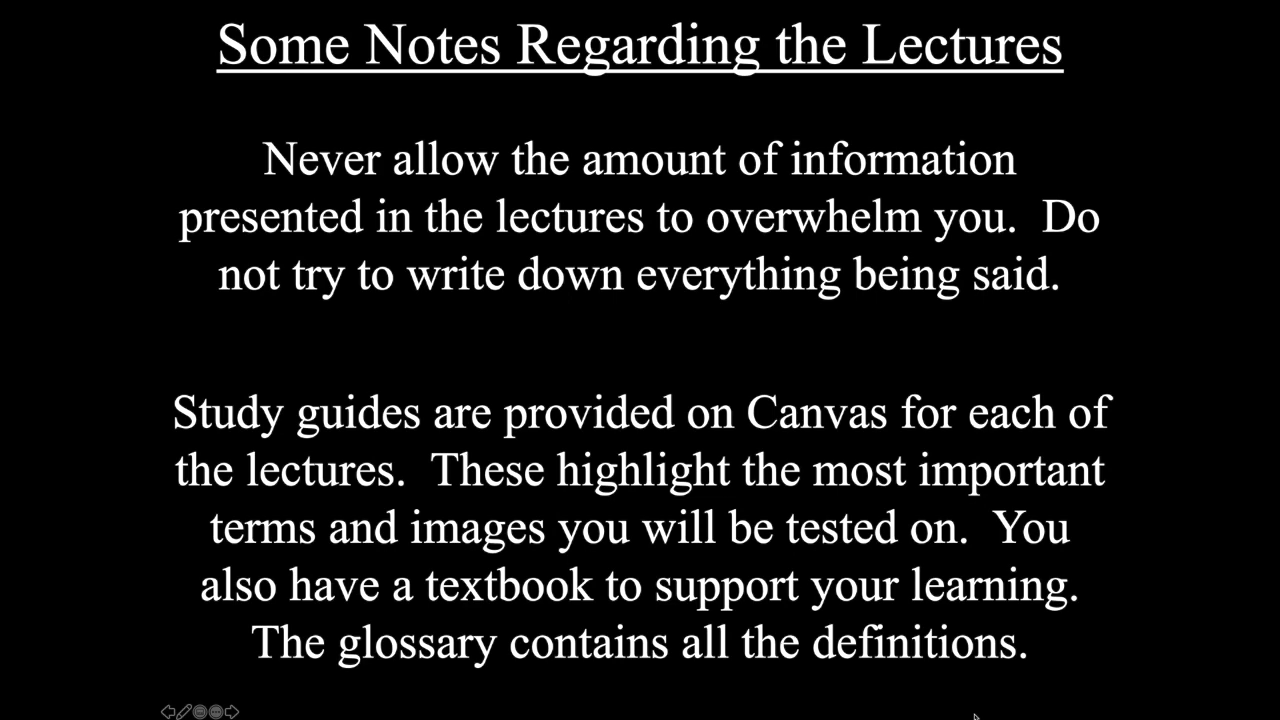 Some Notes Regarding the Lectures
Never allow the amount of information
presented in the lectures to overwhelm you.  Do
not try to write down everything being said.
Study guides are provided on Canvas for each of
the lectures.  These highlight the most important
terms and images you will be tested on.  You
also have a textbook to support your learning.
The glossary contains all the definitions.